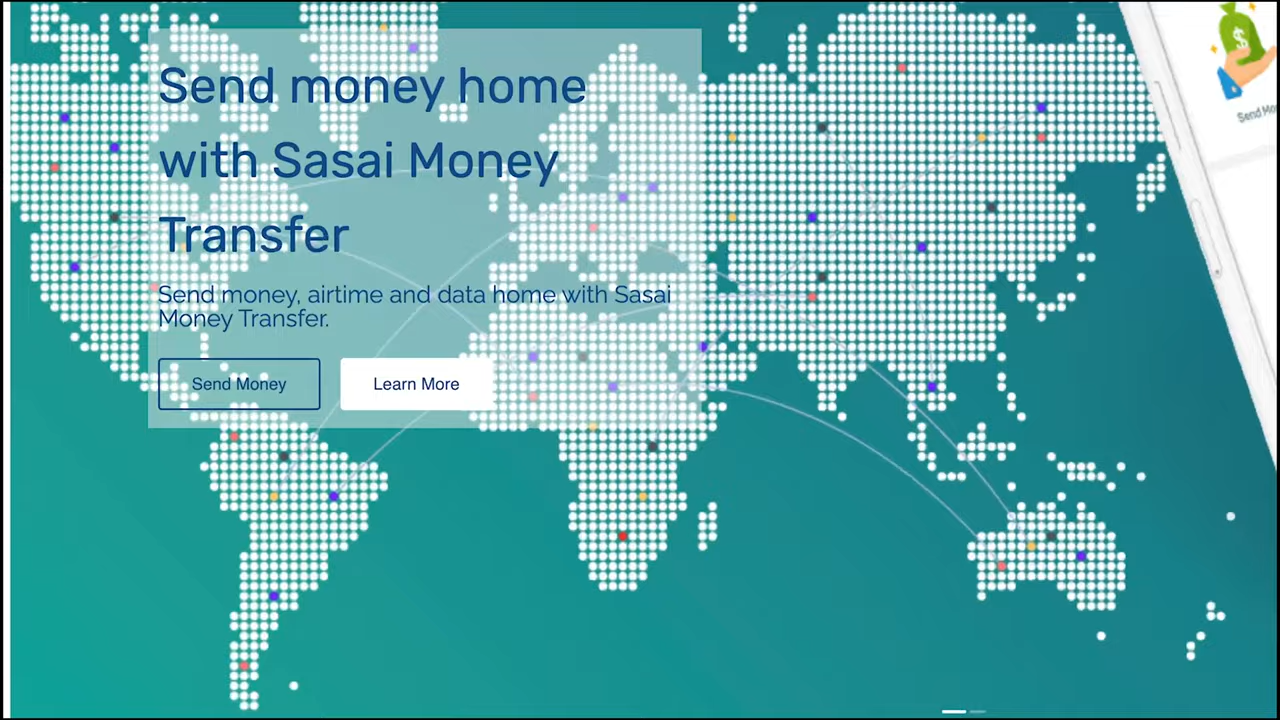 Send money home
with Sasai Money
Transfer
Send money, airtime and data home with Sasai
Money Transfer.
Send Money
Learn More
$
Send